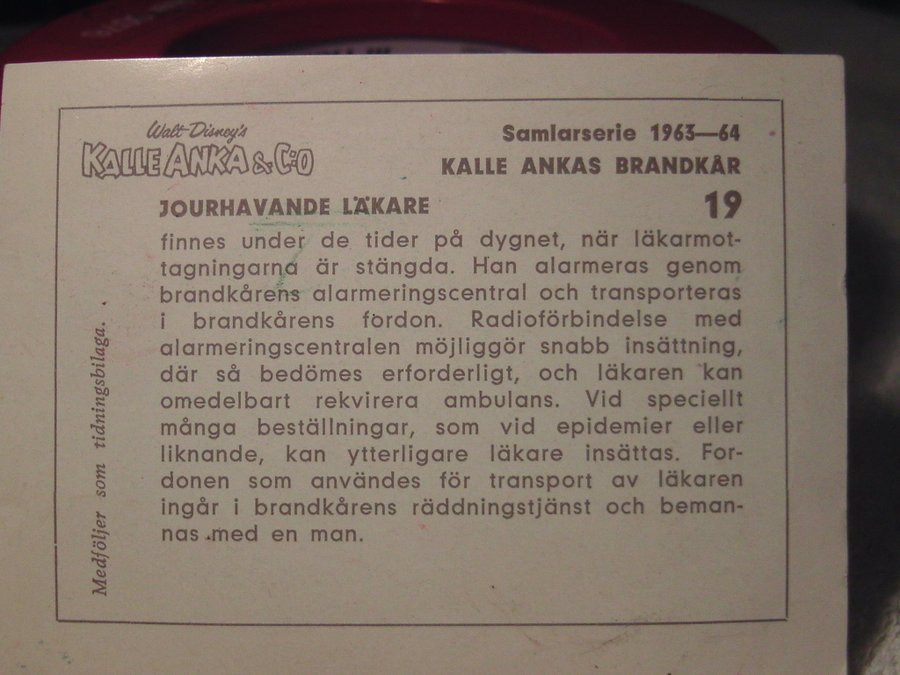 Walt Disney's
KALLE ANKA & C:O
Samlarserie 1963—64
KALLE ANKAS BRANDKÅR
JOURHAVANDE LÄKARE
19
finnes under de tider på dygnet, när läkarmot-
tagningarna är stängda. Han alarmeras genom
brandkårens alarmeringscentral och transporteras
i brandkårens fordon. Radioförbindelse med
alarmeringscentralen möjliggör snabb insättning,
där så bedömes erforderligt, och läkaren kan
omedelbart rekvirera ambulans. Vid speciellt
många beställningar, som vid epidemier eller
liknande, kan ytterligare läkare insättas. For-
donen som användes för transport av läkaren
ingår i brandkårens räddningstjänst och beman-
nas med en man.
Medföljer som tidningsbilaga.